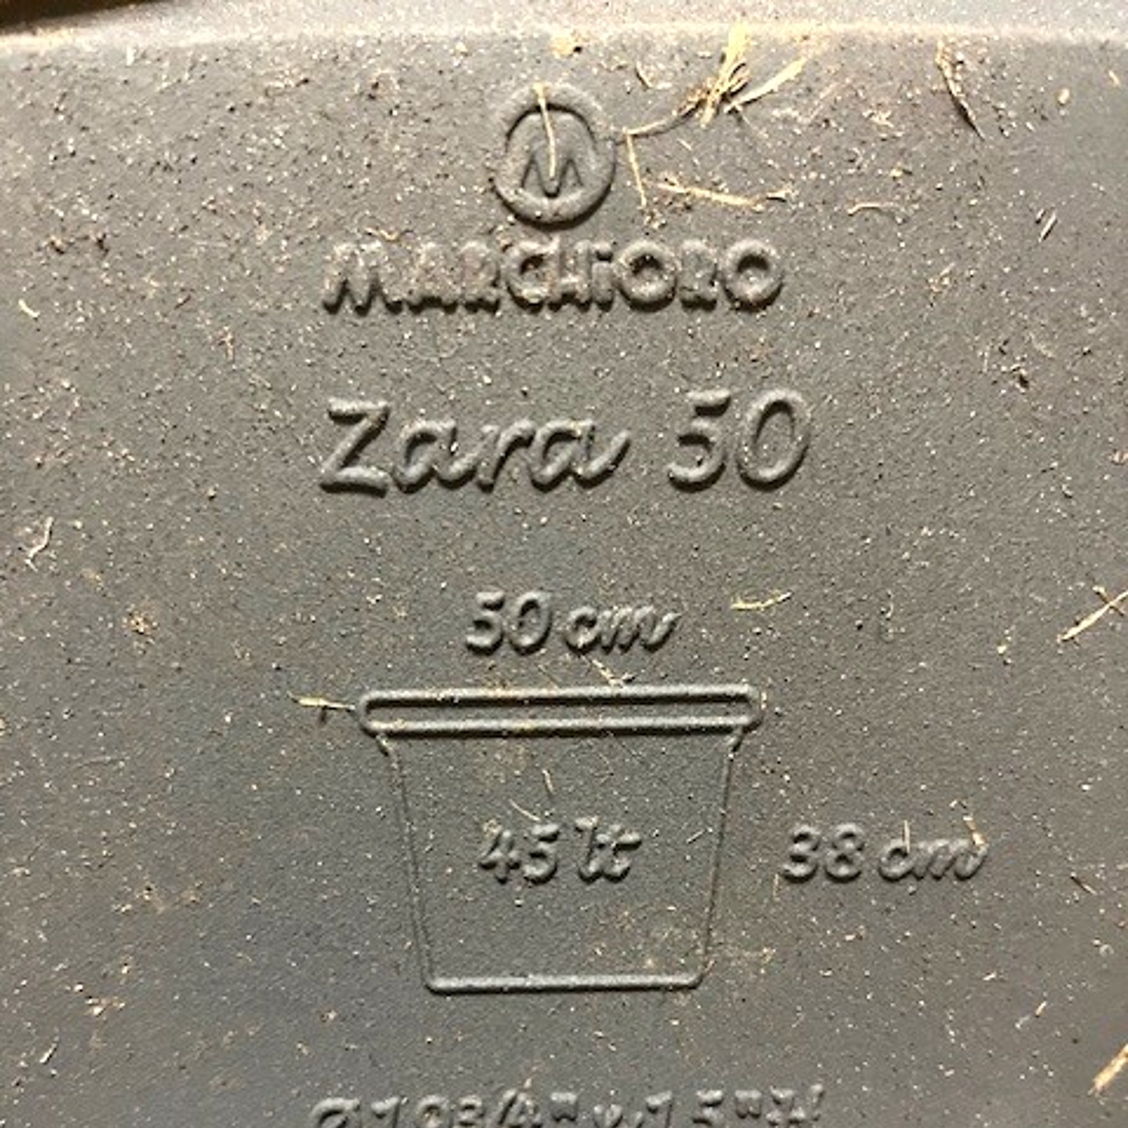 M
MARCHiORO
Zara 50
50 cm
45 lt
38 cm